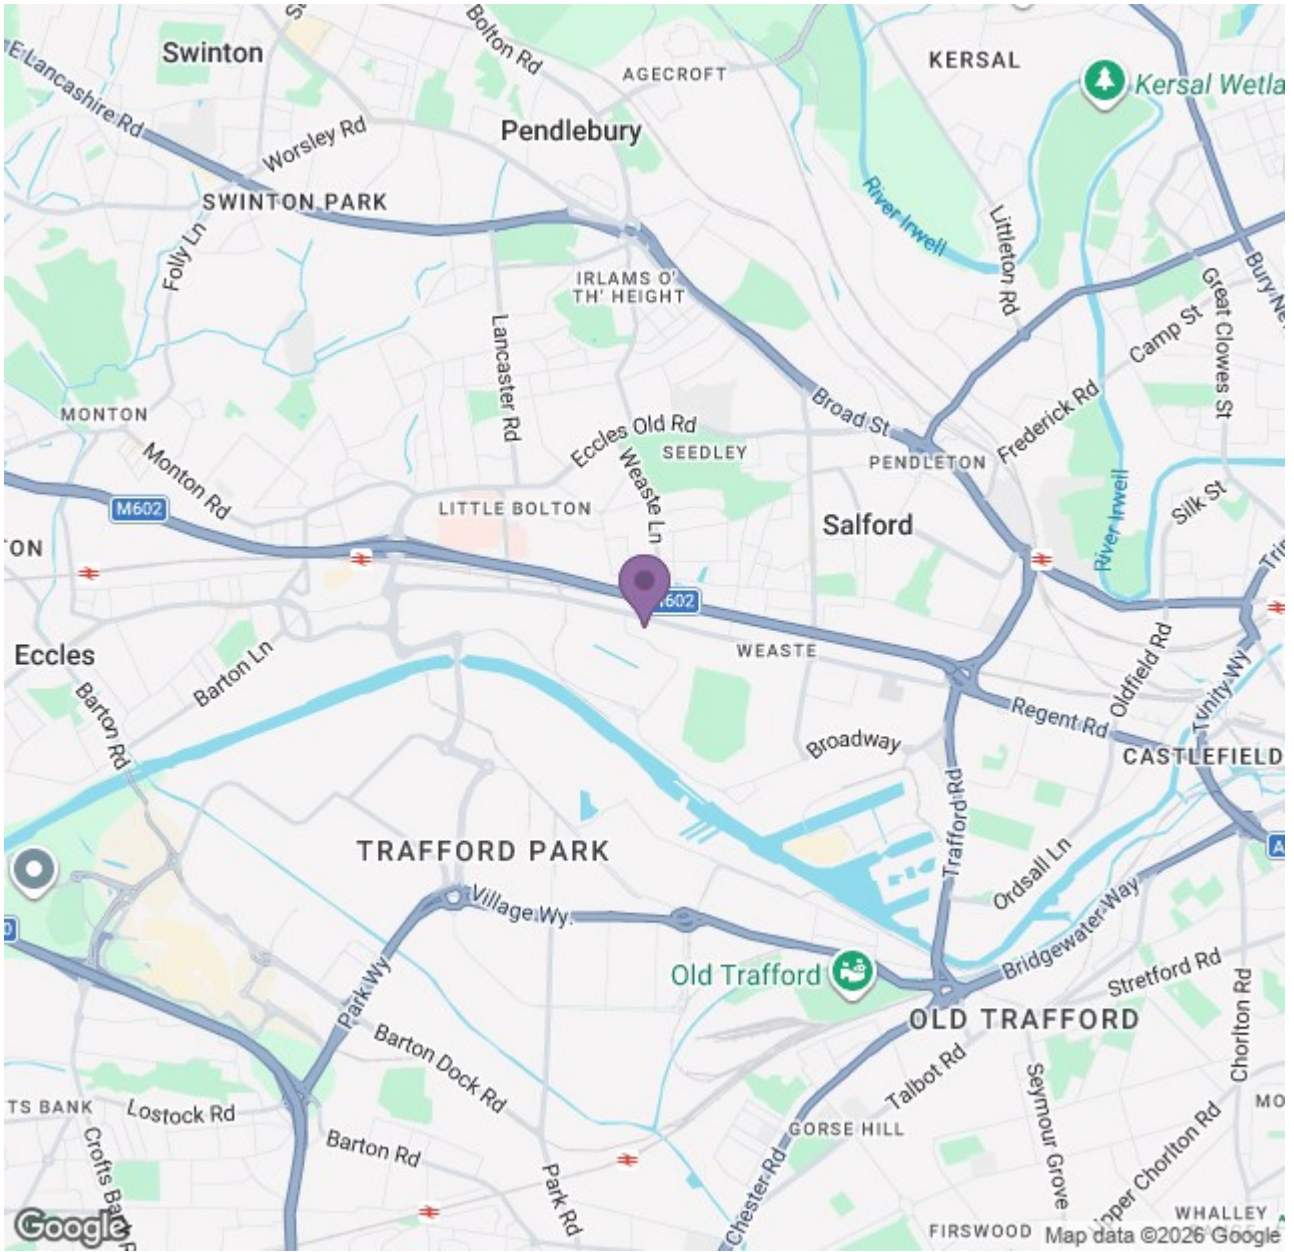 Swinton
E Lancashire Rd
Bolton Rd
AGECROFT
KERSAL
Kersal Wetla
Pendlebury
Worsley Rd
SWINTON PARK
Folly Ln
River Irwell
Littleton Rd
IRLAMS O'
TH' HEIGHT
Bury Ne
Great Clowes St
Camp St
Lancaster Rd
MONTON
Monton Rd
Eccles Old Rd
SEEDLEY
Broad St
Frederick Rd
PENDLETON
M602
LITTLE BOLTON
Weaste Ln
Salford
River Irwell
Silk St
TON
M602
Eccles
Barton Ln
Barton Rd
WEASTE
Oldfield Rd
Trinity Wy
Regent Rd
Broadway
CASTLEFIELD
Trafford Rd
TRAFFORD PARK
Village Wy.
Ordsall Ln
A
0
Park Wy
Old Trafford
Bridgewater Way
Stretford Rd
OLD TRAFFORD
Chorlton Rd
Barton Dock Rd
Talbot Rd
Seymour Grove
TS BANK
Lostock Rd
Crofts Bank R
Barton Rd
Park Rd
GORSE HILL
Chester Rd
Upper Chorlton Rd
MO
WHALLEY
FIRSWOOD
Google
Map data ©2026 Google